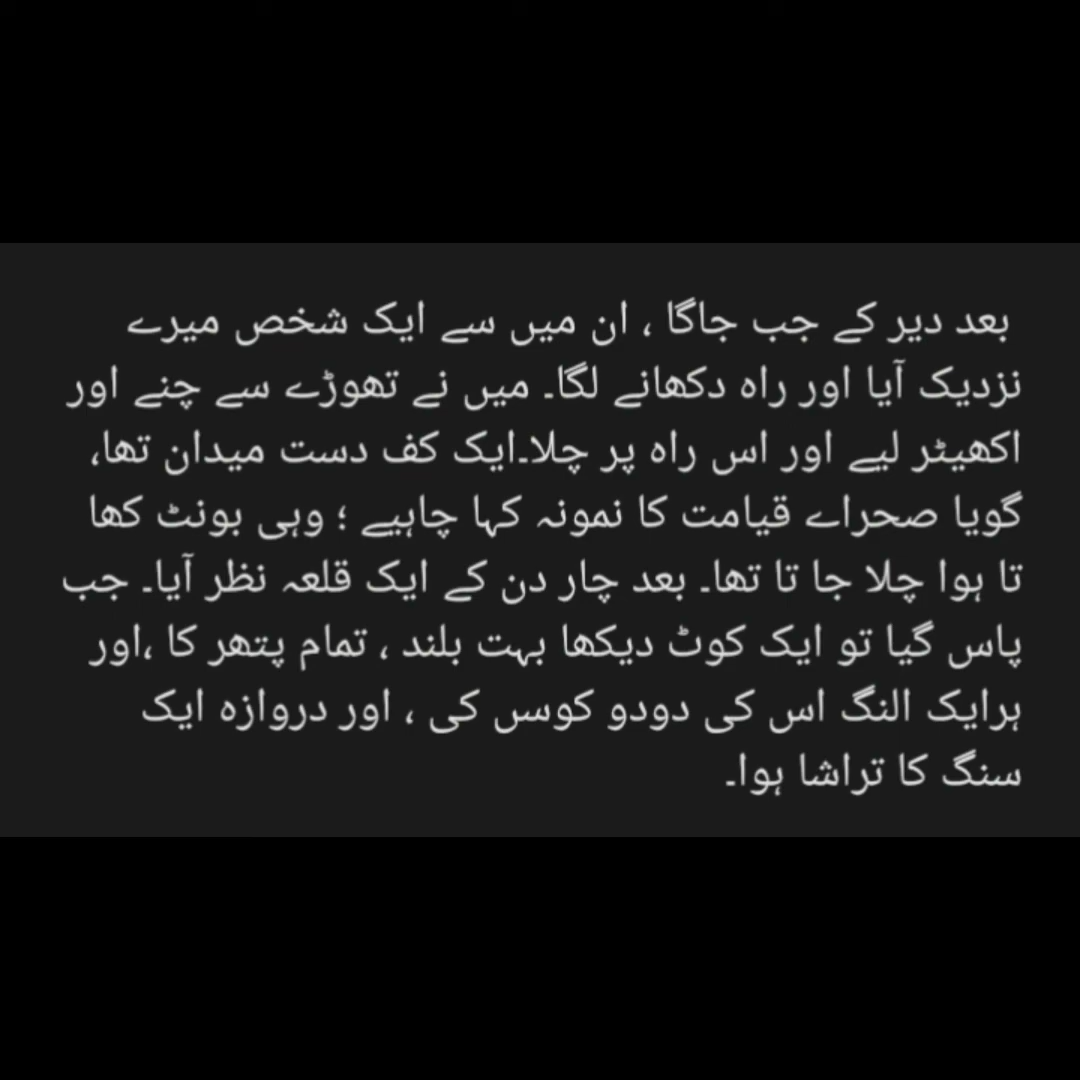 بعد دیر کے جب جاگا ، ان میں سے ایک شخص میرے
نزدیک آیا اور راہ دکھانے لگا۔ میں نے تھوڑے سے چنے اور
اکھیٹر لیے اور اس راہ پر چلا۔ایک کف دست میدان تھا،
گویا صحراے قیامت کا نمونہ کہا چاہیے ؛ وہی بونٹ کھا
تا ہوا چلا جا تا تھا۔ بعد چار دن کے ایک قلعہ نظر آیا۔ جب
پاس گیا تو ایک کوٹ دیکھا بہت بلند ، تمام پتھر کا ،اور
ہرایک النگ اس کی دودو کوسں کی ، اور دروازہ ایک
سنگ کا تراشا ہوا۔